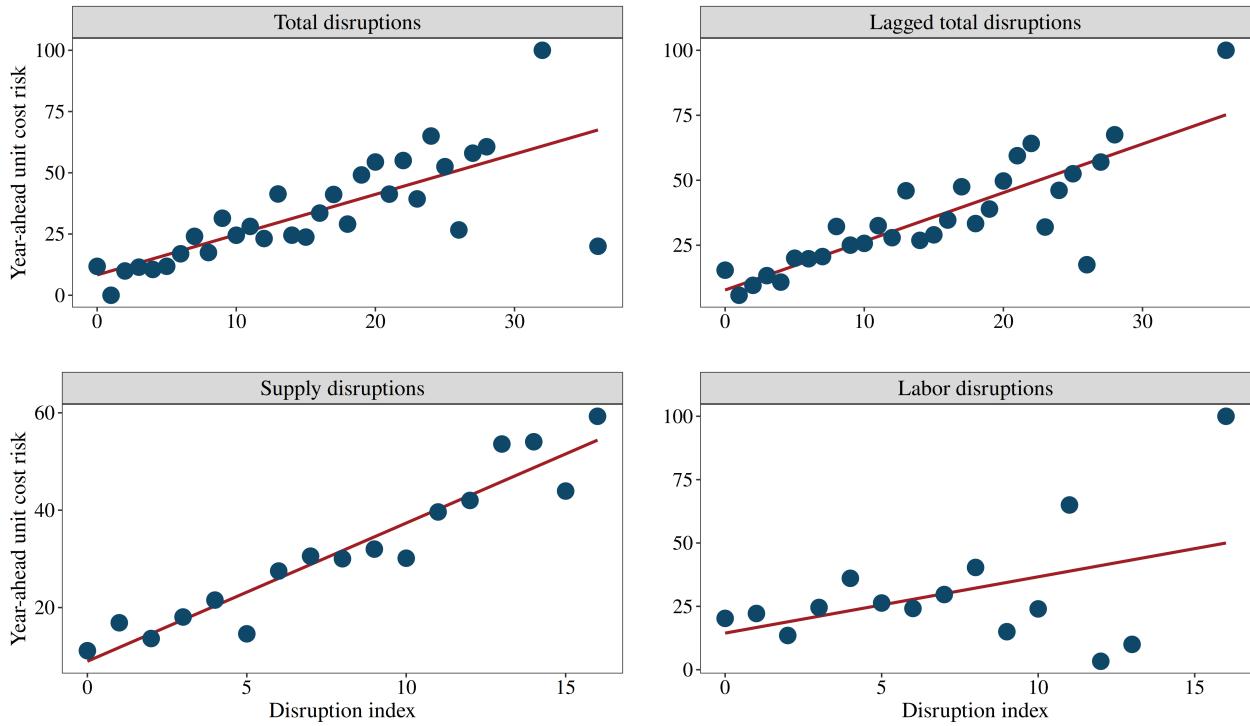 Total disruptions
Year-ahead unit cost risk
100
75
50
25
0
0 10 20 30
Lagged total disruptions
100
75
50
25
0 10 20 30
Supply disruptions
Year-ahead unit cost risk
60
40
20
0 5 10 15
Disruption index
Labor disruptions
100
75
50
25
0
0 5 10 15
Disruption index